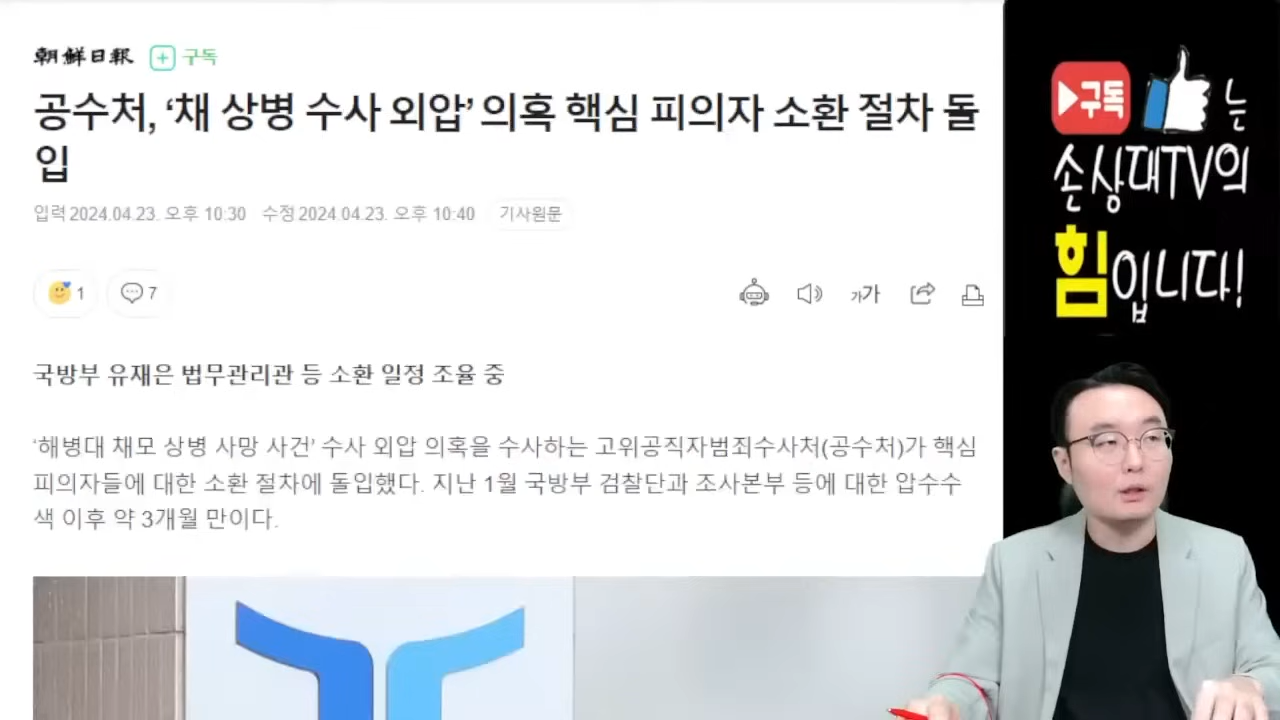 朝鮮日報 구독
공수처, ‘채 상병 수사 외압’ 의혹 핵심 피의자 소환 절차 돌
입
입력 2024.04.23. 오후 10:30 수정 2024.04.23. 오후 10:40 기사원문
1 7
가가
국방부 유재은 법무관리관 등 소환 일정 조율 중
‘해병대 채모 상병 사망 사건’ 수사 외압 의혹을 수사하는 고위공직자범죄수사처(공수처)가 핵심
피의자들에 대한 소환 절차에 돌입했다. 지난 1월 국방부 검찰단과 조사본부 등에 대한 압수수
색 이후 약 3개월 만이다.
구독 는
손상대TV의
힘입니다!